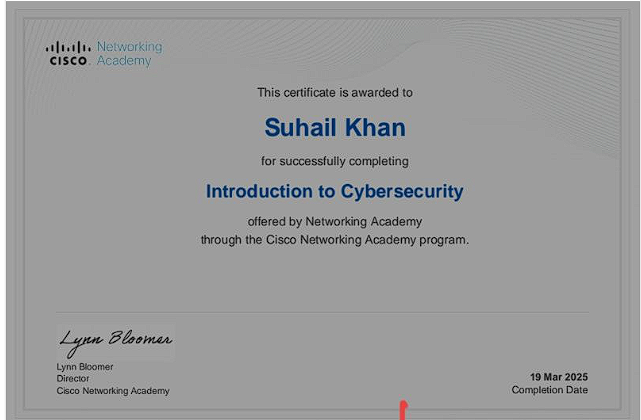 CISCO Networking
Academy
This certificate is awarded to
Suhail Khan
for successfully completing
Introduction to Cybersecurity
offered by Networking Academy
through the Cisco Networking Academy program.
Lynn Bloomer
Lynn Bloomer
Director
Cisco Networking Academy
19 Mar 2025
Completion Date